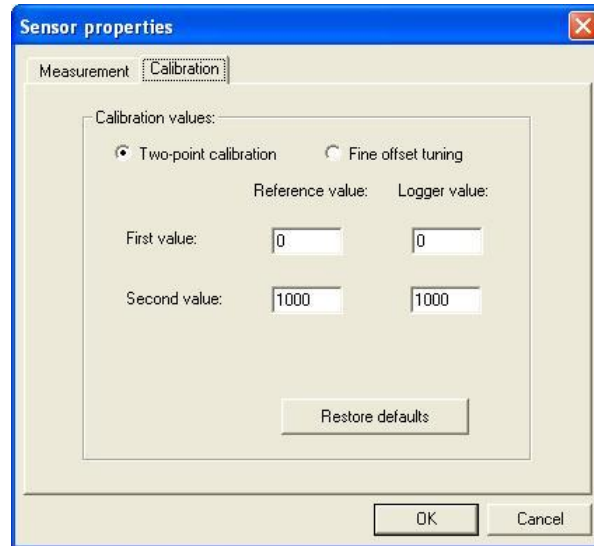 Sensor properties
Measurement Calibration
Calibration values:
Two-point calibration Fine offset tuning
Reference value: Logger value:
First value: 0 0
Second value: 1000 1000
Restore defaults
OK Cancel